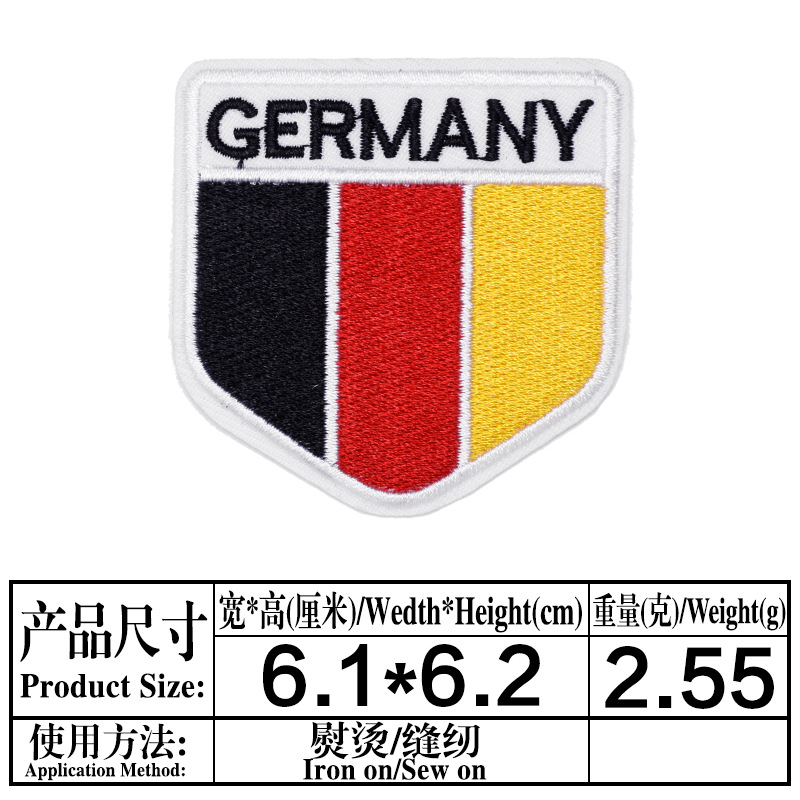 GERMANY
产品尺寸
Product Size:
宽*高(厘米)/Wedth*Height(cm)
重量(克)/Weight(g)
6.1*6.2
2.55
使用方法:
Application Method:
熨烫/缝纫
Iron on/Sew on